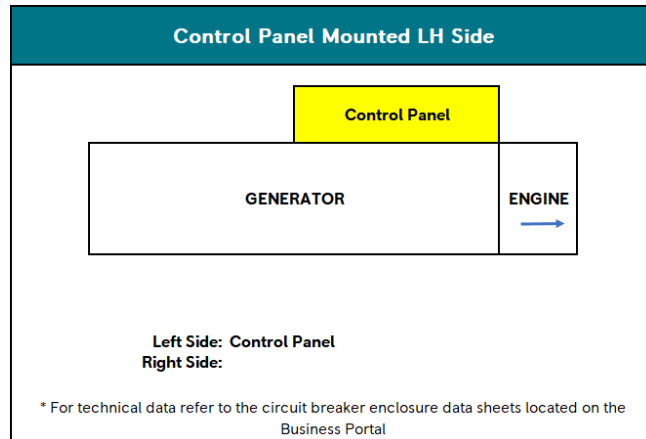 Control Panel Mounted LH Side
Control Panel
GENERATOR
ENGINE
Left Side: Control Panel
Right Side:
* For technical data refer to the circuit breaker enclosure data sheets located on the
Business Portal